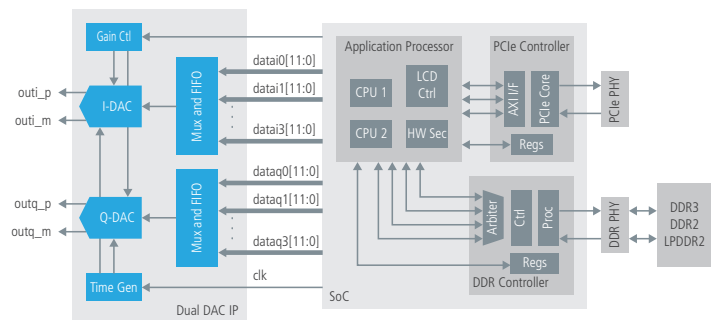 Gain Ctl
outi_p
outi_m
I-DAC
Mux and FIFO
datai0[11:0]
datai1[11:0]
datai3[11:0]
outq_p
outq_m
Q-DAC
Mux and FIFO
dataq0[11:0]
dataq1[11:0]
dataq3[11:0]
Time Gen
clk
Dual DAC IP
Application Processor
CPU 1
LCD
Ctrl
CPU 2
HW Sec
PCIe Controller
AXI I/F
PCIe Core
Regs
PCIe PHY
Arbiter
Ctrl
Proc
Regs
DDR Controller
DDR PHY
DDR3
DDR2
LPDDR2
SoC